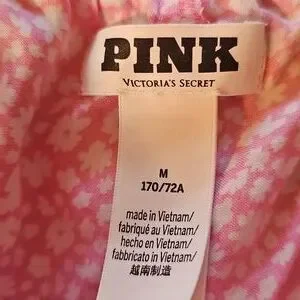 PINK
VICTORIA'S SECRET
M
170/72A
made in Vietnam/
fabriqué au Vietnam/
hecho en Vietnam/
fabbricato in Vietnam/
越南制造